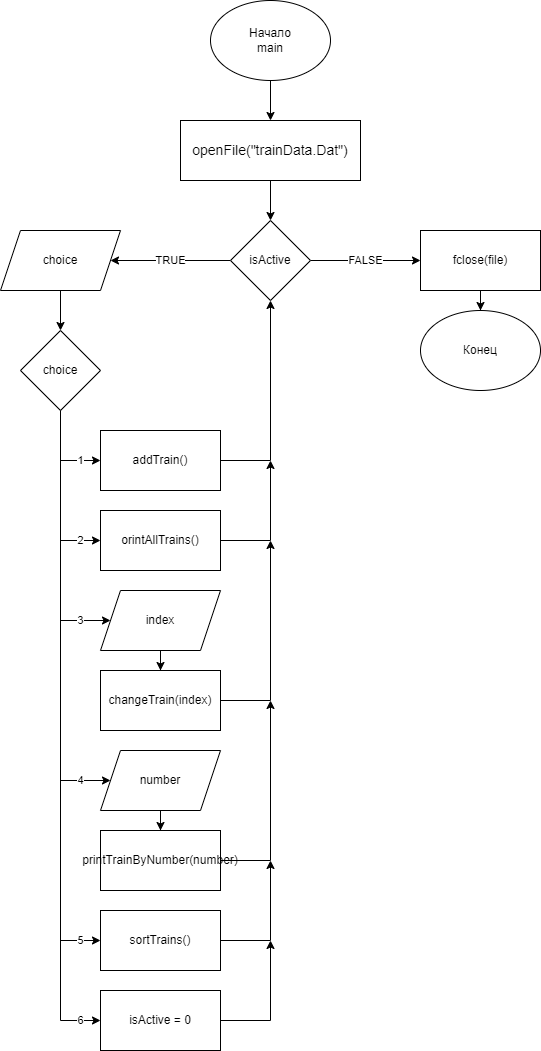 Начало
main
openFile("trainData.Dat")
choice
TRUE
isActive
FALSE
fclose(file)
choice
Конец
1
addTrain()
2
orintAllTrains()
3
index
changeTrain(index)
4
number
printTrainByNumber(number)
5
sortTrains()
6
isActive = 0